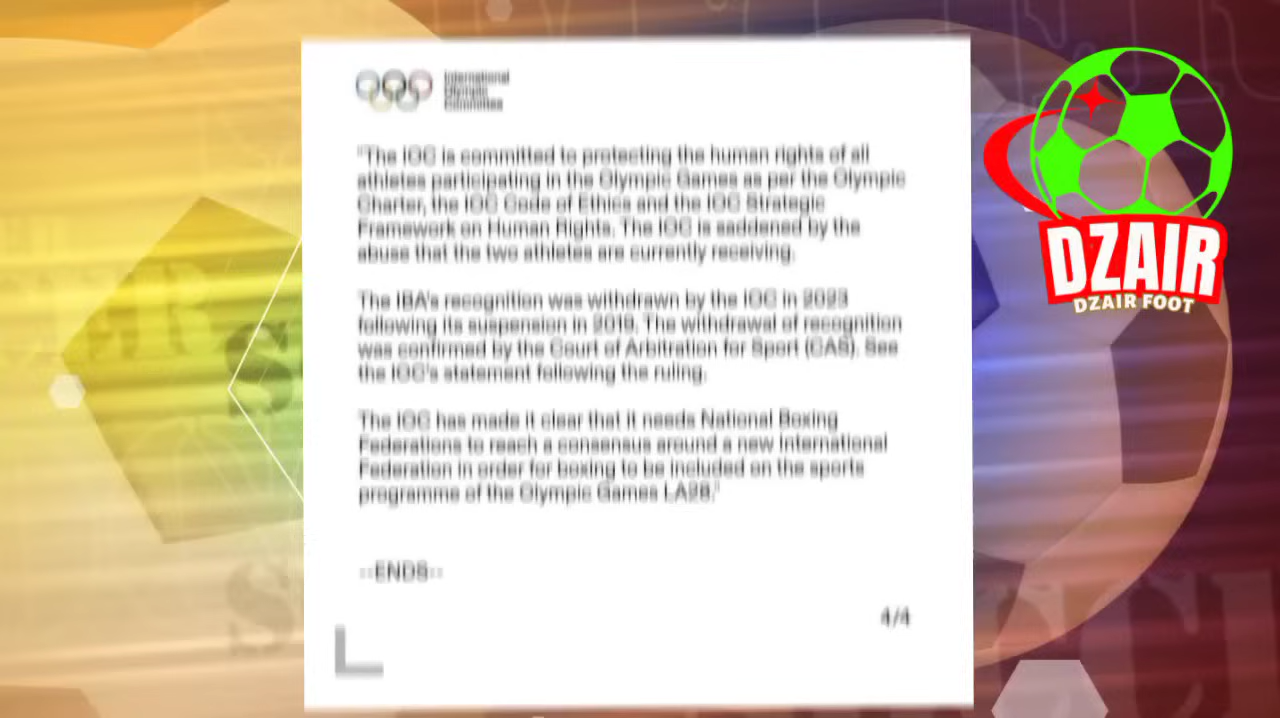 International
Olympic
Committee
"The IOC is committed to protecting the human rights of all
athletes participating in the Olympic Games as per the Olympic
Charter, the IOC Code of Ethics and the IOC Strategic
Framework on Human Rights. The IOC is saddened by the
abuse that the two athletes are currently receiving.
The IBA's recognition was withdrawn by the IOC in 2023
following its suspension in 2019. The withdrawal of recognition
was confirmed by the Court of Arbitration for Sport (CAS). See
the IOC's statement following the ruling.
The IOC has made it clear that it needs National Boxing
Federations to reach a consensus around a new International
Federation in order for boxing to be included on the sports
programme of the Olympic Games LA28."
--ENDS--
4/4
DZAIR
DZAIR FOOT